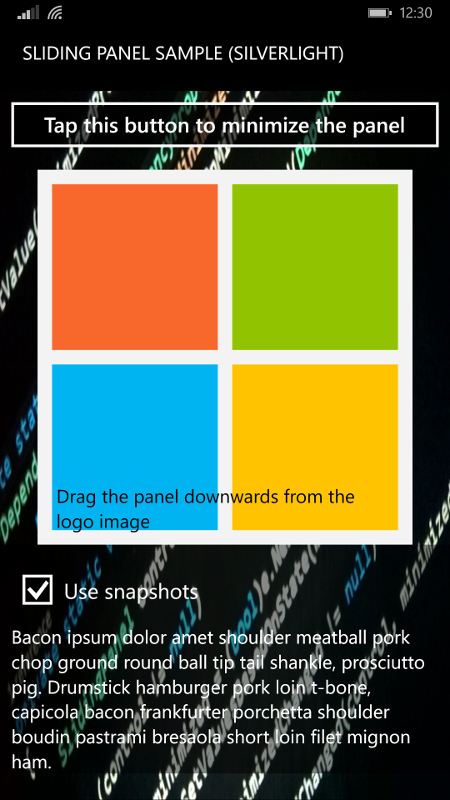 12:30
SLIDING PANEL SAMPLE (SILVERLIGHT)
Tap this button to minimize the panel
Drag the panel downwards from the
logo image
Use snapshots
Bacon ipsum dolor amet shoulder meatball pork
chop ground round ball tip tail shankle, prosciutto
pig. Drumstick hamburger pork loin t-bone,
capicola bacon frankfurter porchetta shoulder
boudin pastrami bresaola short loin filet mignon
ham.